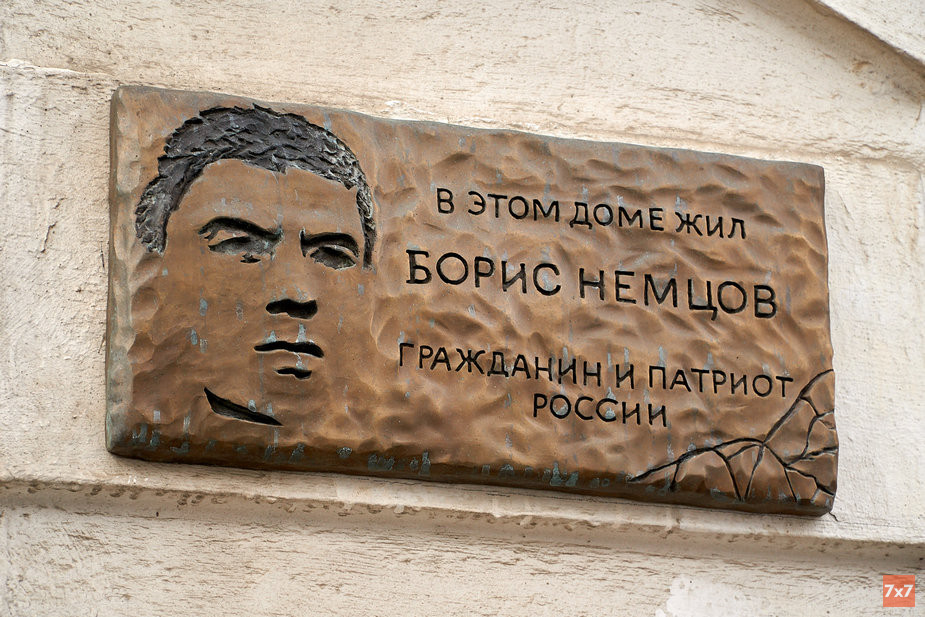 В ЭТОМ ДОМЕ ЖИЛ
БОРИС НЕМЦОВ
ГРАЖДАНИН И ПАТРИОТ
РОССИИ
7x7